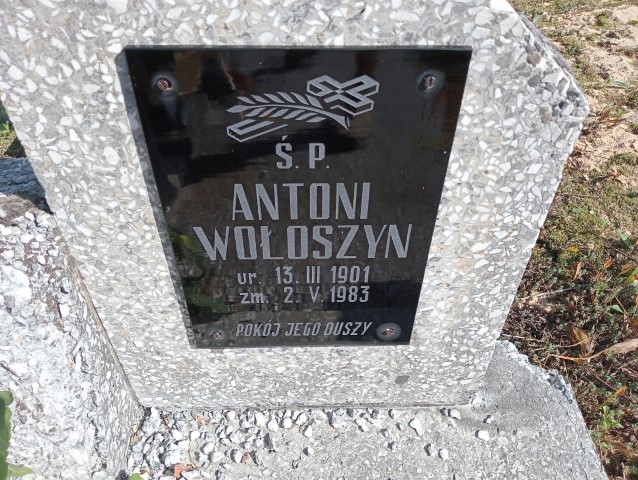 Ś. P.
ANTONI
WOŁOSZYN
ur. 13. III 1901
zm. 2. V. 1983
POKÓJ JEGO DUSZY